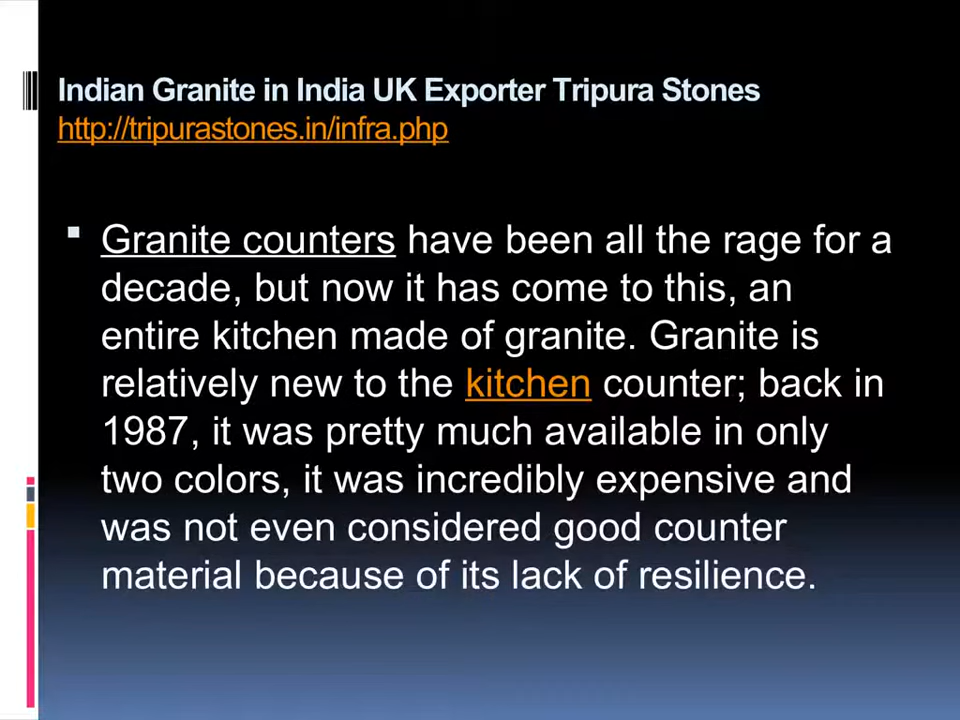 Indian Granite in India UK Exporter Tripura Stones
http://tripurastones.in/infra.php
Granite counters have been all the rage for a
decade, but now it has come to this, an
entire kitchen made of granite. Granite is
relatively new to the kitchen counter; back in
1987, it was pretty much available in only
two colors, it was incredibly expensive and
was not even considered good counter
material because of its lack of resilience.